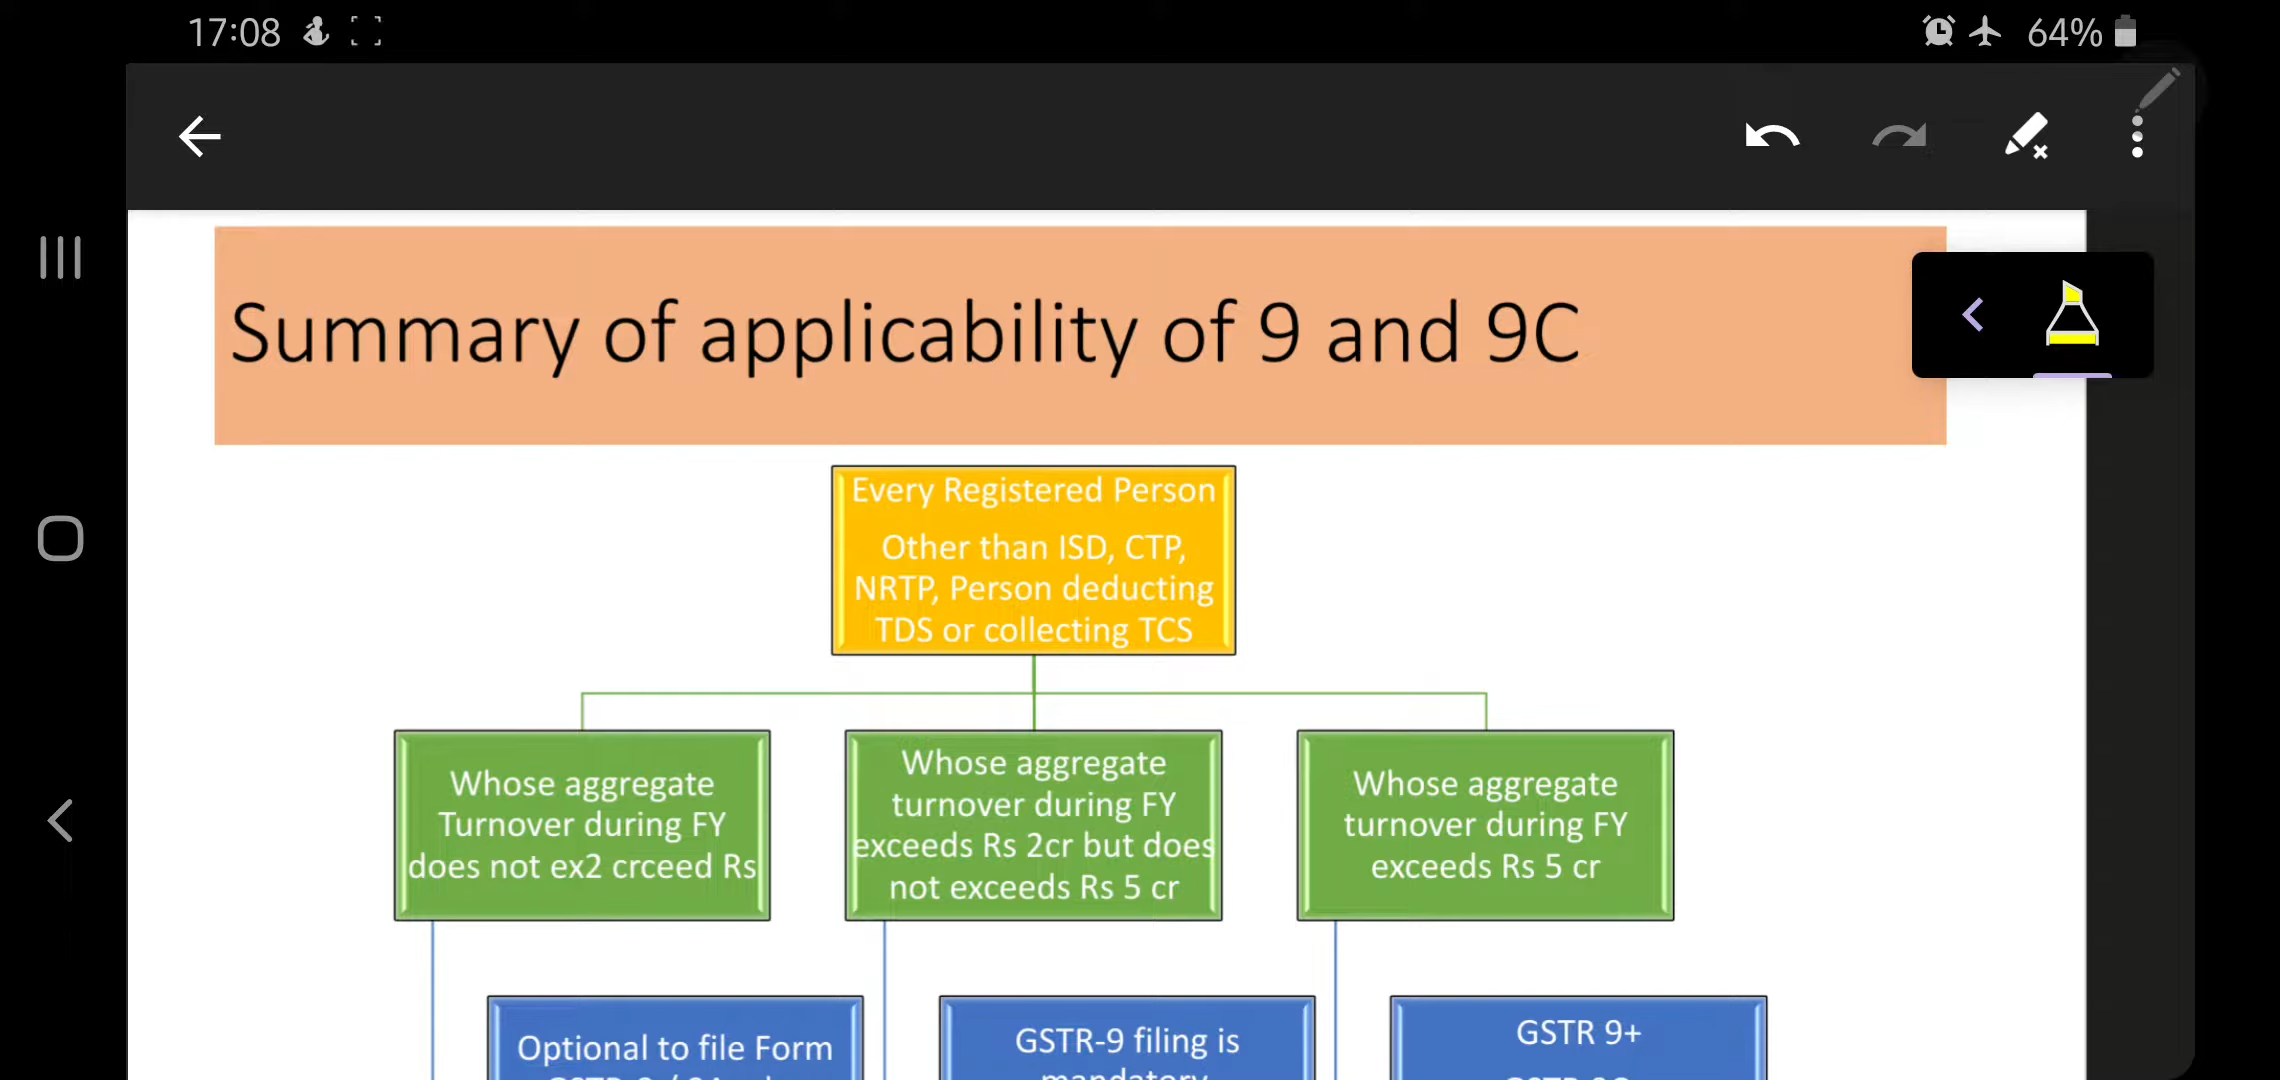 17:08
64%
Summary of applicability of 9 and 9C
Every Registered Person
Other than ISD, CTP,
NRTP, Person deducting
TDS or collecting TCS
Whose aggregate
Turnover during FY
does not ex2 crceed Rs
Whose aggregate
turnover during FY
exceeds Rs 2cr but does
not exceeds Rs 5 cr
Whose aggregate
turnover during FY
exceeds Rs 5 cr
Optional to file Form
GSTR-9 filing is
mandatory
GSTR 9+